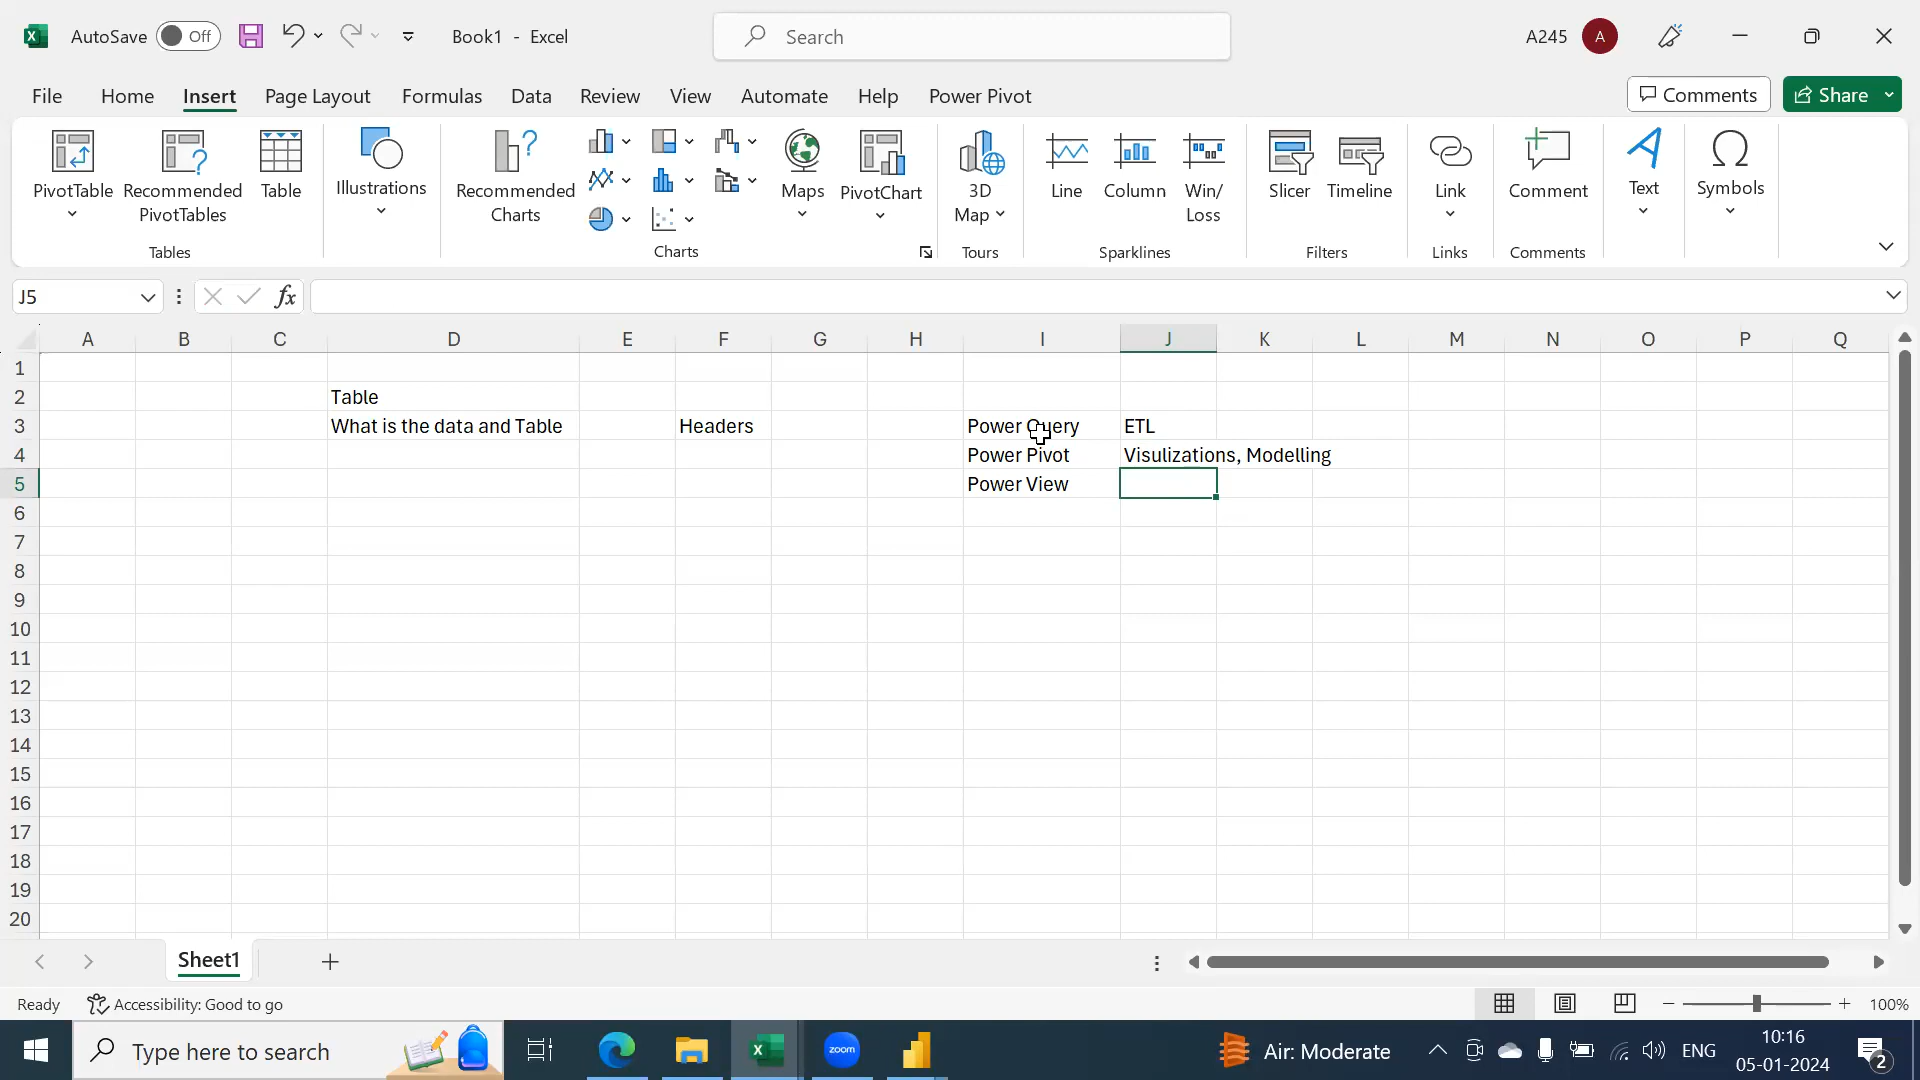 AutoSave Off Book1 - Excel Search A245 A
File Home Insert Page Layout Formulas Data Review View Automate Help Power Pivot Comments Share
PivotTable Recommended PivotTables Table Illustrations Recommended Charts Maps PivotChart 3D Map Line Column Win/Loss Slicer Timeline Link Comment Text Symbols
Tables Charts Tours Sparklines Filters Links Comments
J5 fx
A B C D E F G H I J K L M N O P Q
1
2 Table
3 What is the data and Table Headers Power Query ETL
4 Power Pivot Visulizations, Modelling
5 Power View
6
7
8
9
10
11
12
13
14
15
16
17
18
19
20
Sheet1
Ready Accessibility: Good to go 100%
Type here to search zoom Air: Moderate ENG 10:16
05-01-2024 2